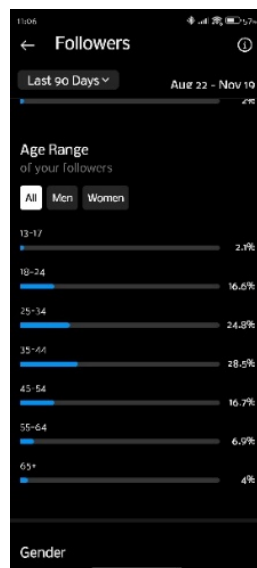 11:06
57%
← Followers
Last 90 Days
Aug 22 - Nov 19
Age Range
of your followers
All Men Women
13-17
2.1%
18-24
16.6%
25-34
24.8%
35-44
28.5%
45-54
16.7%
55-64
6.9%
65+
4%
Gender